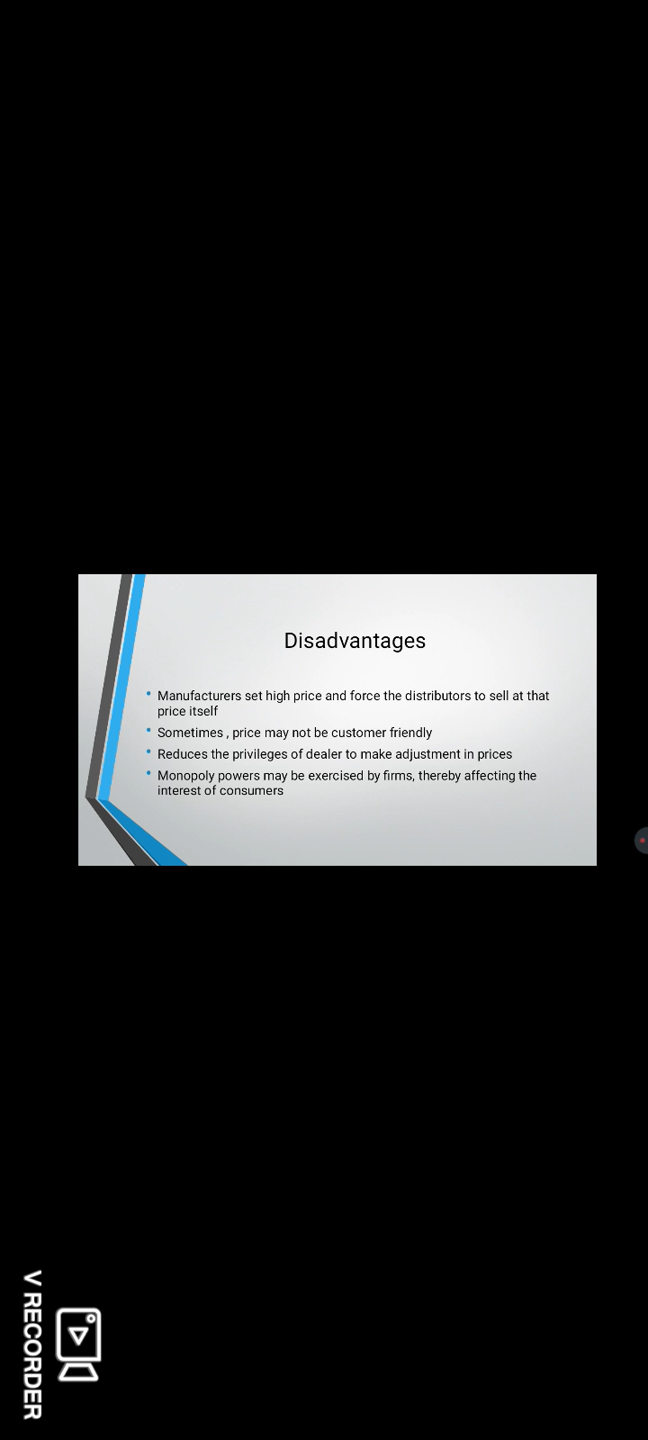 Disadvantages
• Manufacturers set high price and force the distributors to sell at that
price itself
• Sometimes , price may not be customer friendly
• Reduces the privileges of dealer to make adjustment in prices
• Monopoly powers may be exercised by firms, thereby affecting the
interest of consumers
V RECORDER